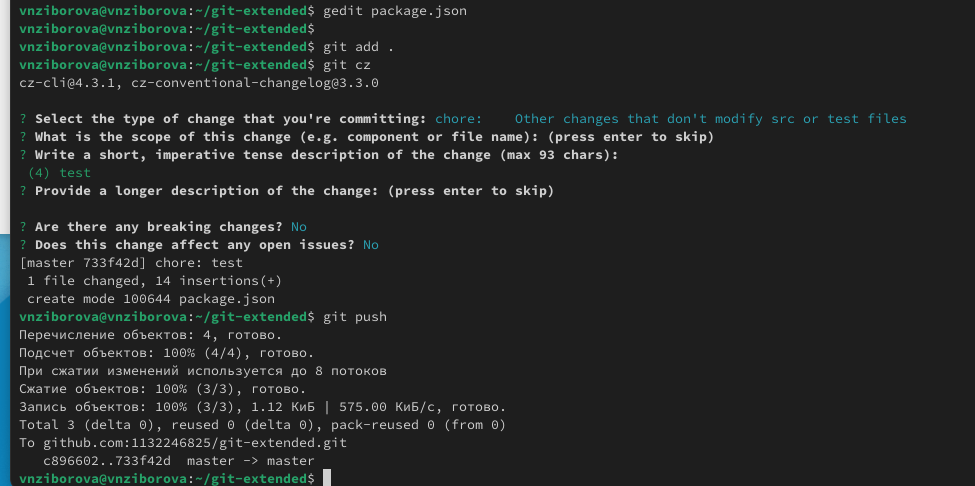 vnziborova@vnziborova:~/git-extended$ gedit package.json
vnziborova@vnziborova:~/git-extended$
vnziborova@vnziborova:~/git-extended$ git add .
vnziborova@vnziborova:~/git-extended$ git cz
cz-cli@4.3.1, cz-conventional-changelog@3.3.0
? Select the type of change that you're committing: chore:    Other changes that don't modify src or test files
? What is the scope of this change (e.g. component or file name): (press enter to skip)
? Write a short, imperative tense description of the change (max 93 chars):
 (4) test
? Provide a longer description of the change: (press enter to skip)
? Are there any breaking changes? No
? Does this change affect any open issues? No
[master 733f42d] chore: test
 1 file changed, 14 insertions(+)
 create mode 100644 package.json
vnziborova@vnziborova:~/git-extended$ git push
Перечисление объектов: 4, готово.
Подсчет объектов: 100% (4/4), готово.
При сжатии изменений используется до 8 потоков
Сжатие объектов: 100% (3/3), готово.
Запись объектов: 100% (3/3), 1.12 КиБ | 575.00 КиБ/с, готово.
Total 3 (delta 0), reused 0 (delta 0), pack-reused 0 (from 0)
To github.com:1132246825/git-extended.git
   c896602..733f42d  master -> master
vnziborova@vnziborova:~/git-extended$